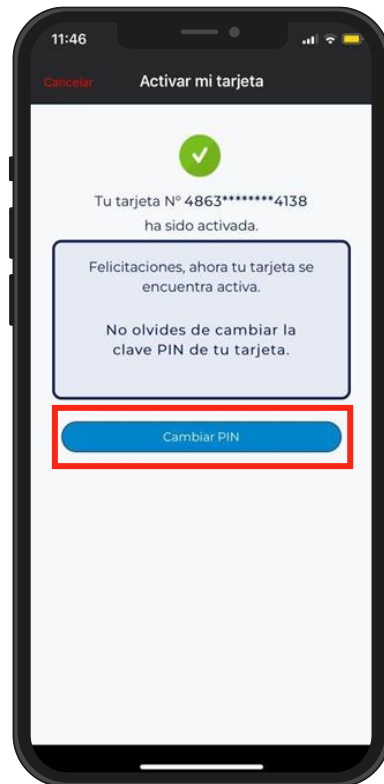 11:46
Cancelar Activar mi tarjeta
Tu tarjeta N° 4863********4138
ha sido activada.
Felicitaciones, ahora tu tarjeta se
encuentra activa.
No olvides de cambiar la
clave PIN de tu tarjeta.
Cambiar PIN